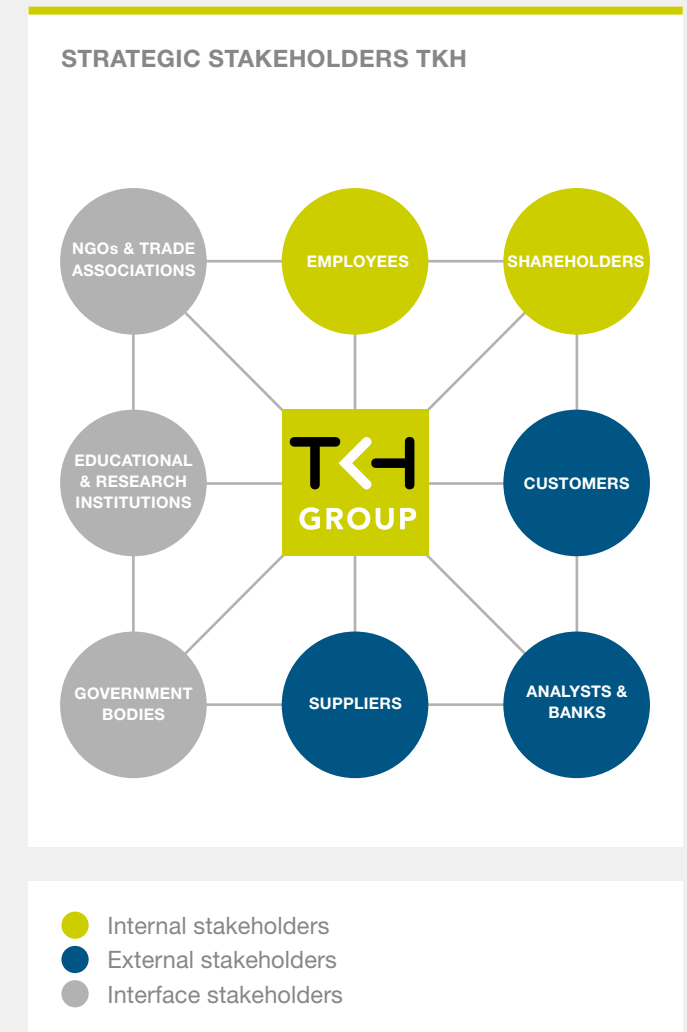 STRATEGIC STAKEHOLDERS TKH
NGOs & TRADE
ASSOCIATIONS
EMPLOYEES
SHAREHOLDERS
EDUCATIONAL
& RESEARCH
INSTITUTIONS
TKH
GROUP
CUSTOMERS
GOVERNMENT
BODIES
SUPPLIERS
ANALYSTS &
BANKS
Internal stakeholders
External stakeholders
Interface stakeholders